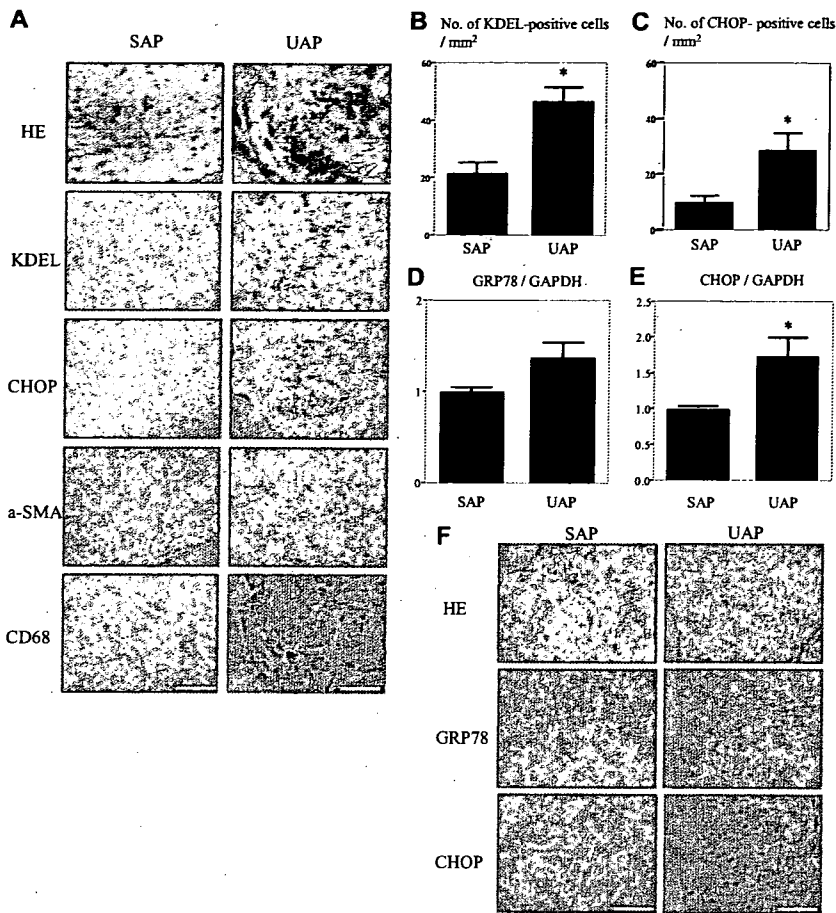 A
SAP UAP
HE
KDEL
CHOP
a-SMA
CD68
B No. of KDEL-positive cells
/ mm²
60
40
20
0
*
SAP UAP
C No. of CHOP- positive cells
/ mm²
60
40
20
0
*
SAP UAP
D GRP78 / GAPDH
2
1
0
SAP UAP
E CHOP / GAPDH
2.0
1.5
1.0
0.5
0.0
*
SAP UAP
F SAP UAP
HE
GRP78
CHOP